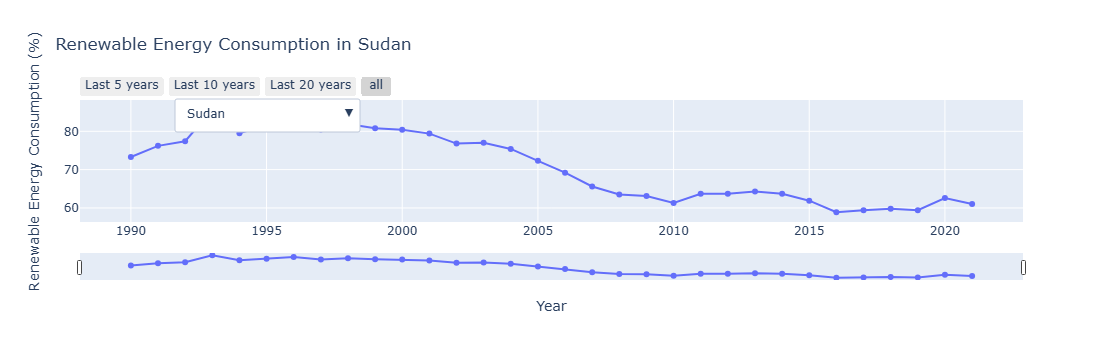 Renewable Energy Consumption in Sudan
Last 5 years Last 10 years Last 20 years all
Sudan ▼
Renewable Energy Consumption (%)
80
70
60
1990 1995 2000 2005 2010 2015 2020
Year